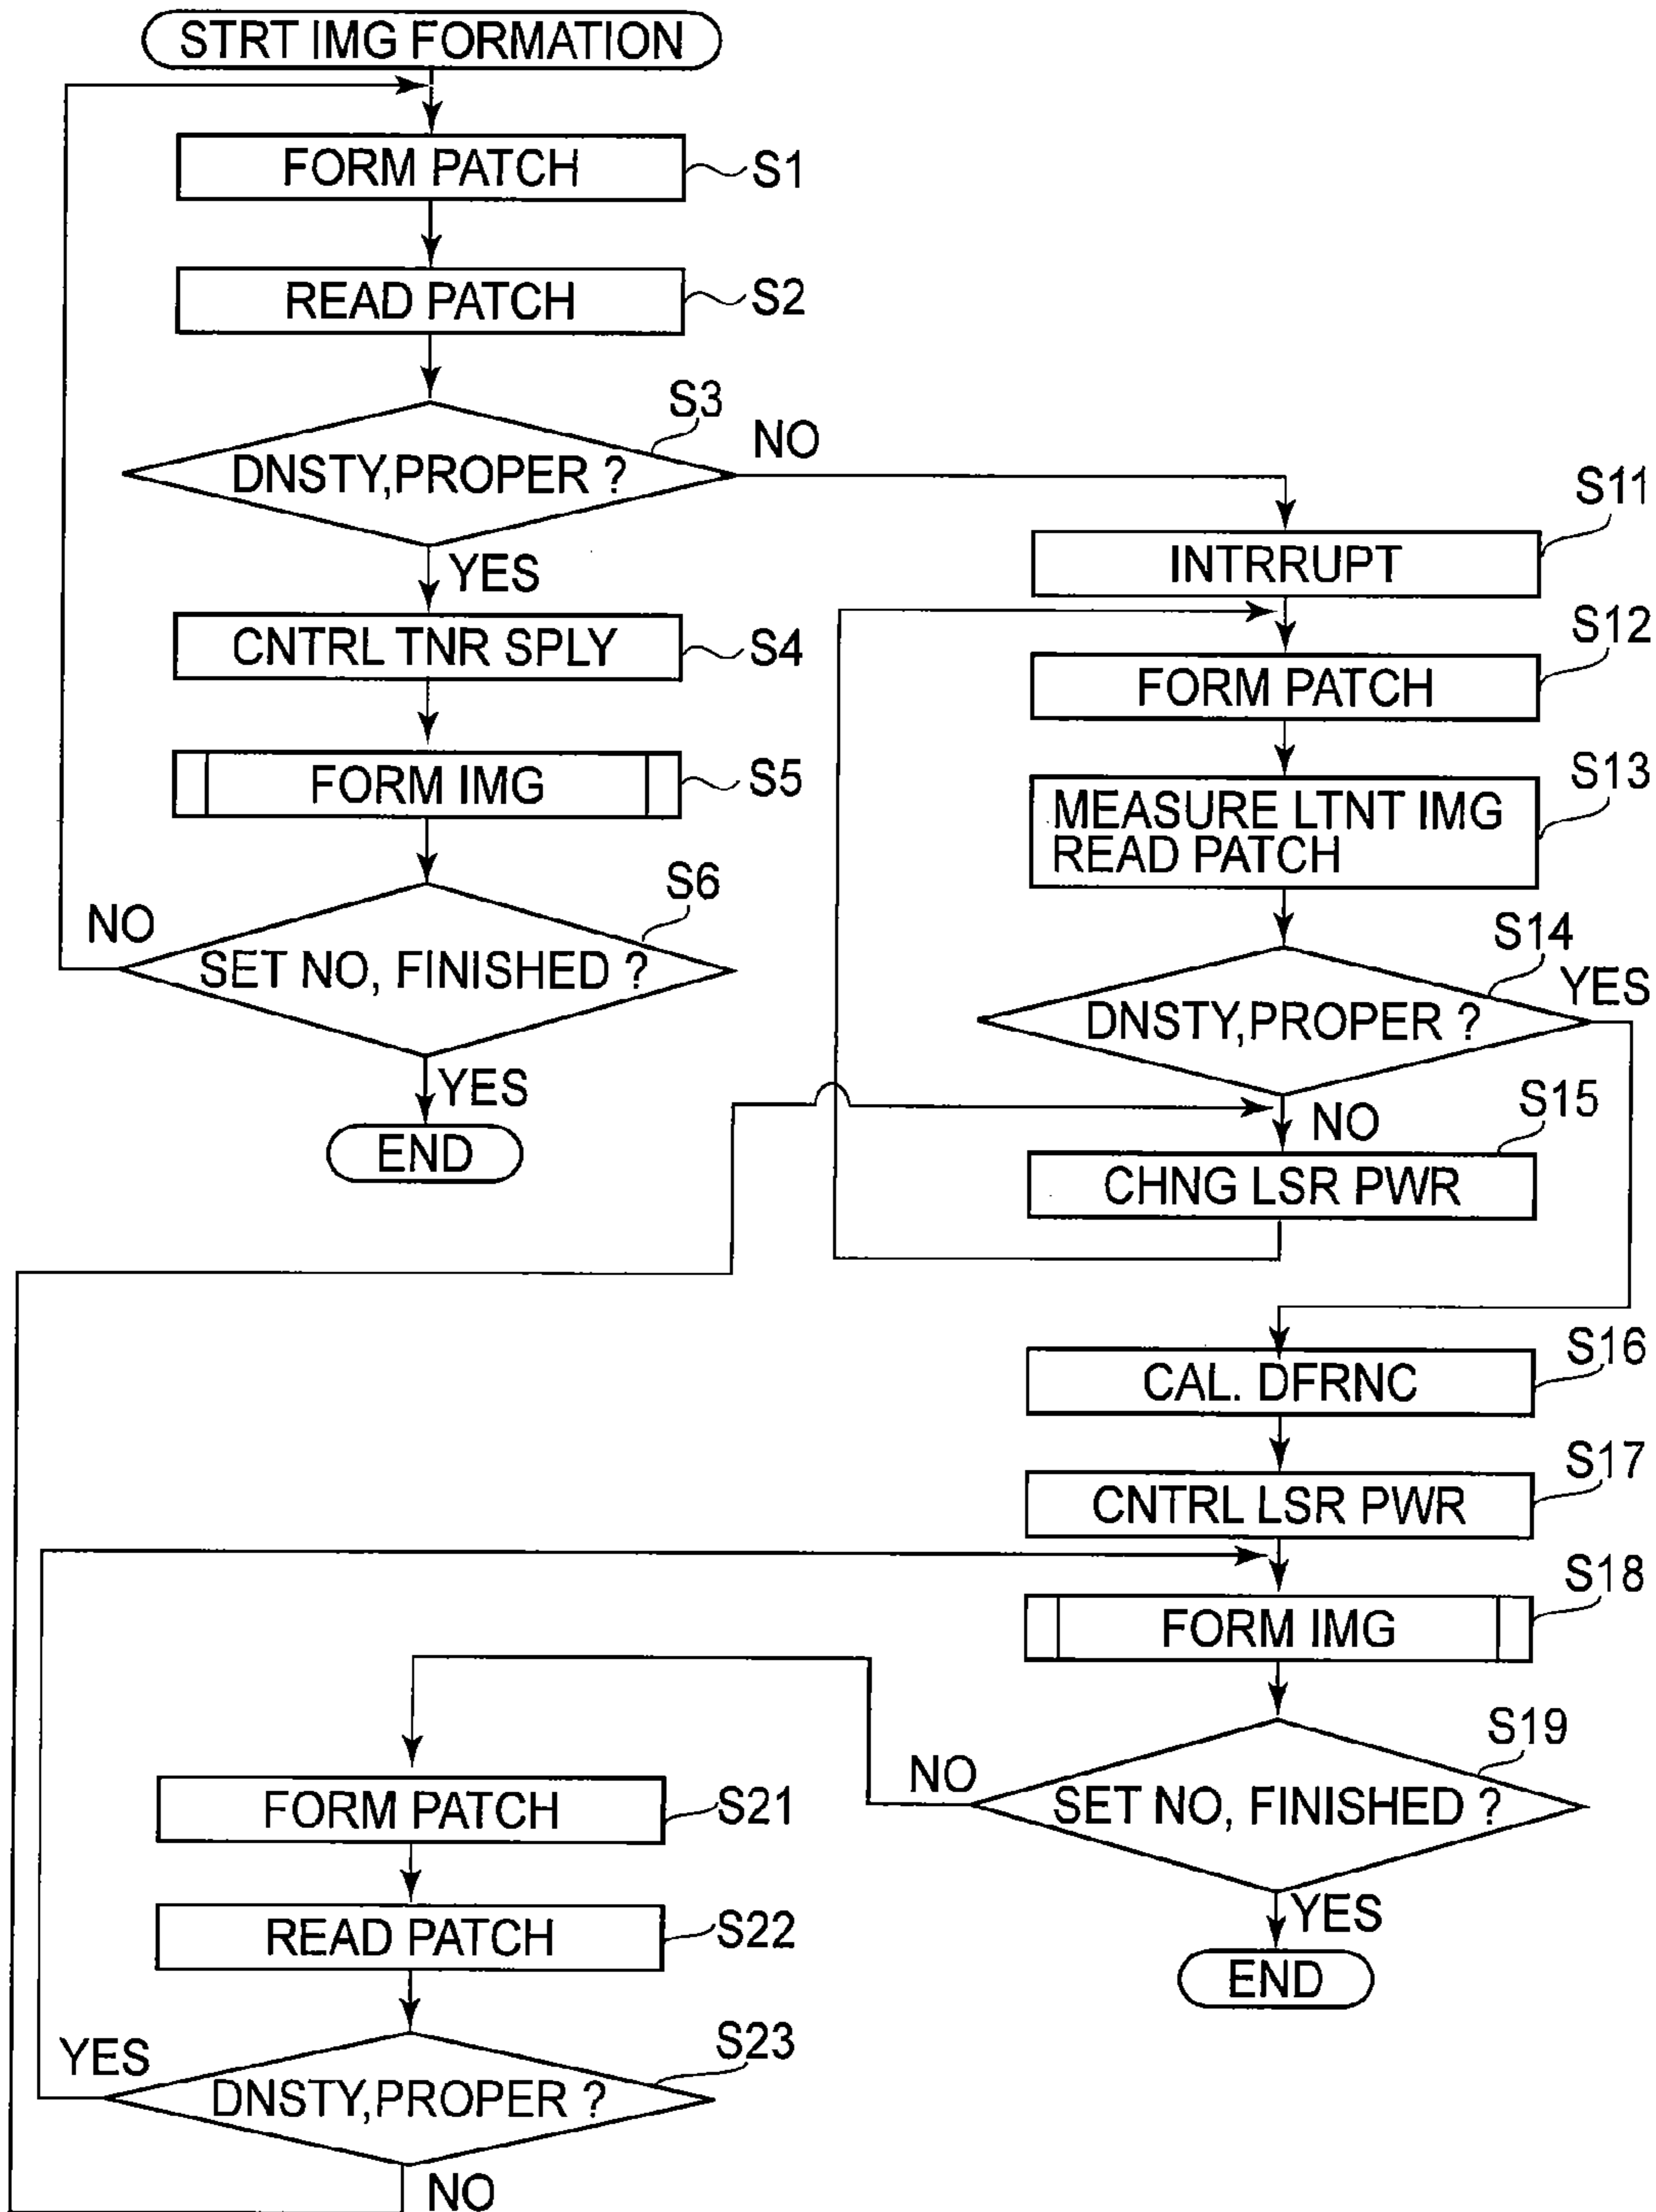 STRT IMG FORMATION
FORM PATCH
S1
READ PATCH
S2
S3
DNSTY,PROPER ?
NO
YES
CNTRL TNR SPLY
S4
FORM IMG
S5
S6
NO
SET NO, FINISHED ?
YES
END
S11
INTRRUPT
S12
FORM PATCH
S13
MEASURE LTNT IMG
READ PATCH
S14
YES
DNSTY,PROPER ?
NO
S15
CHNG LSR PWR
S16
CAL. DFRNC
S17
CNTRL LSR PWR
S18
FORM IMG
S19
NO
SET NO, FINISHED ?
YES
END
FORM PATCH
S21
READ PATCH
S22
S23
YES
DNSTY,PROPER ?
NO